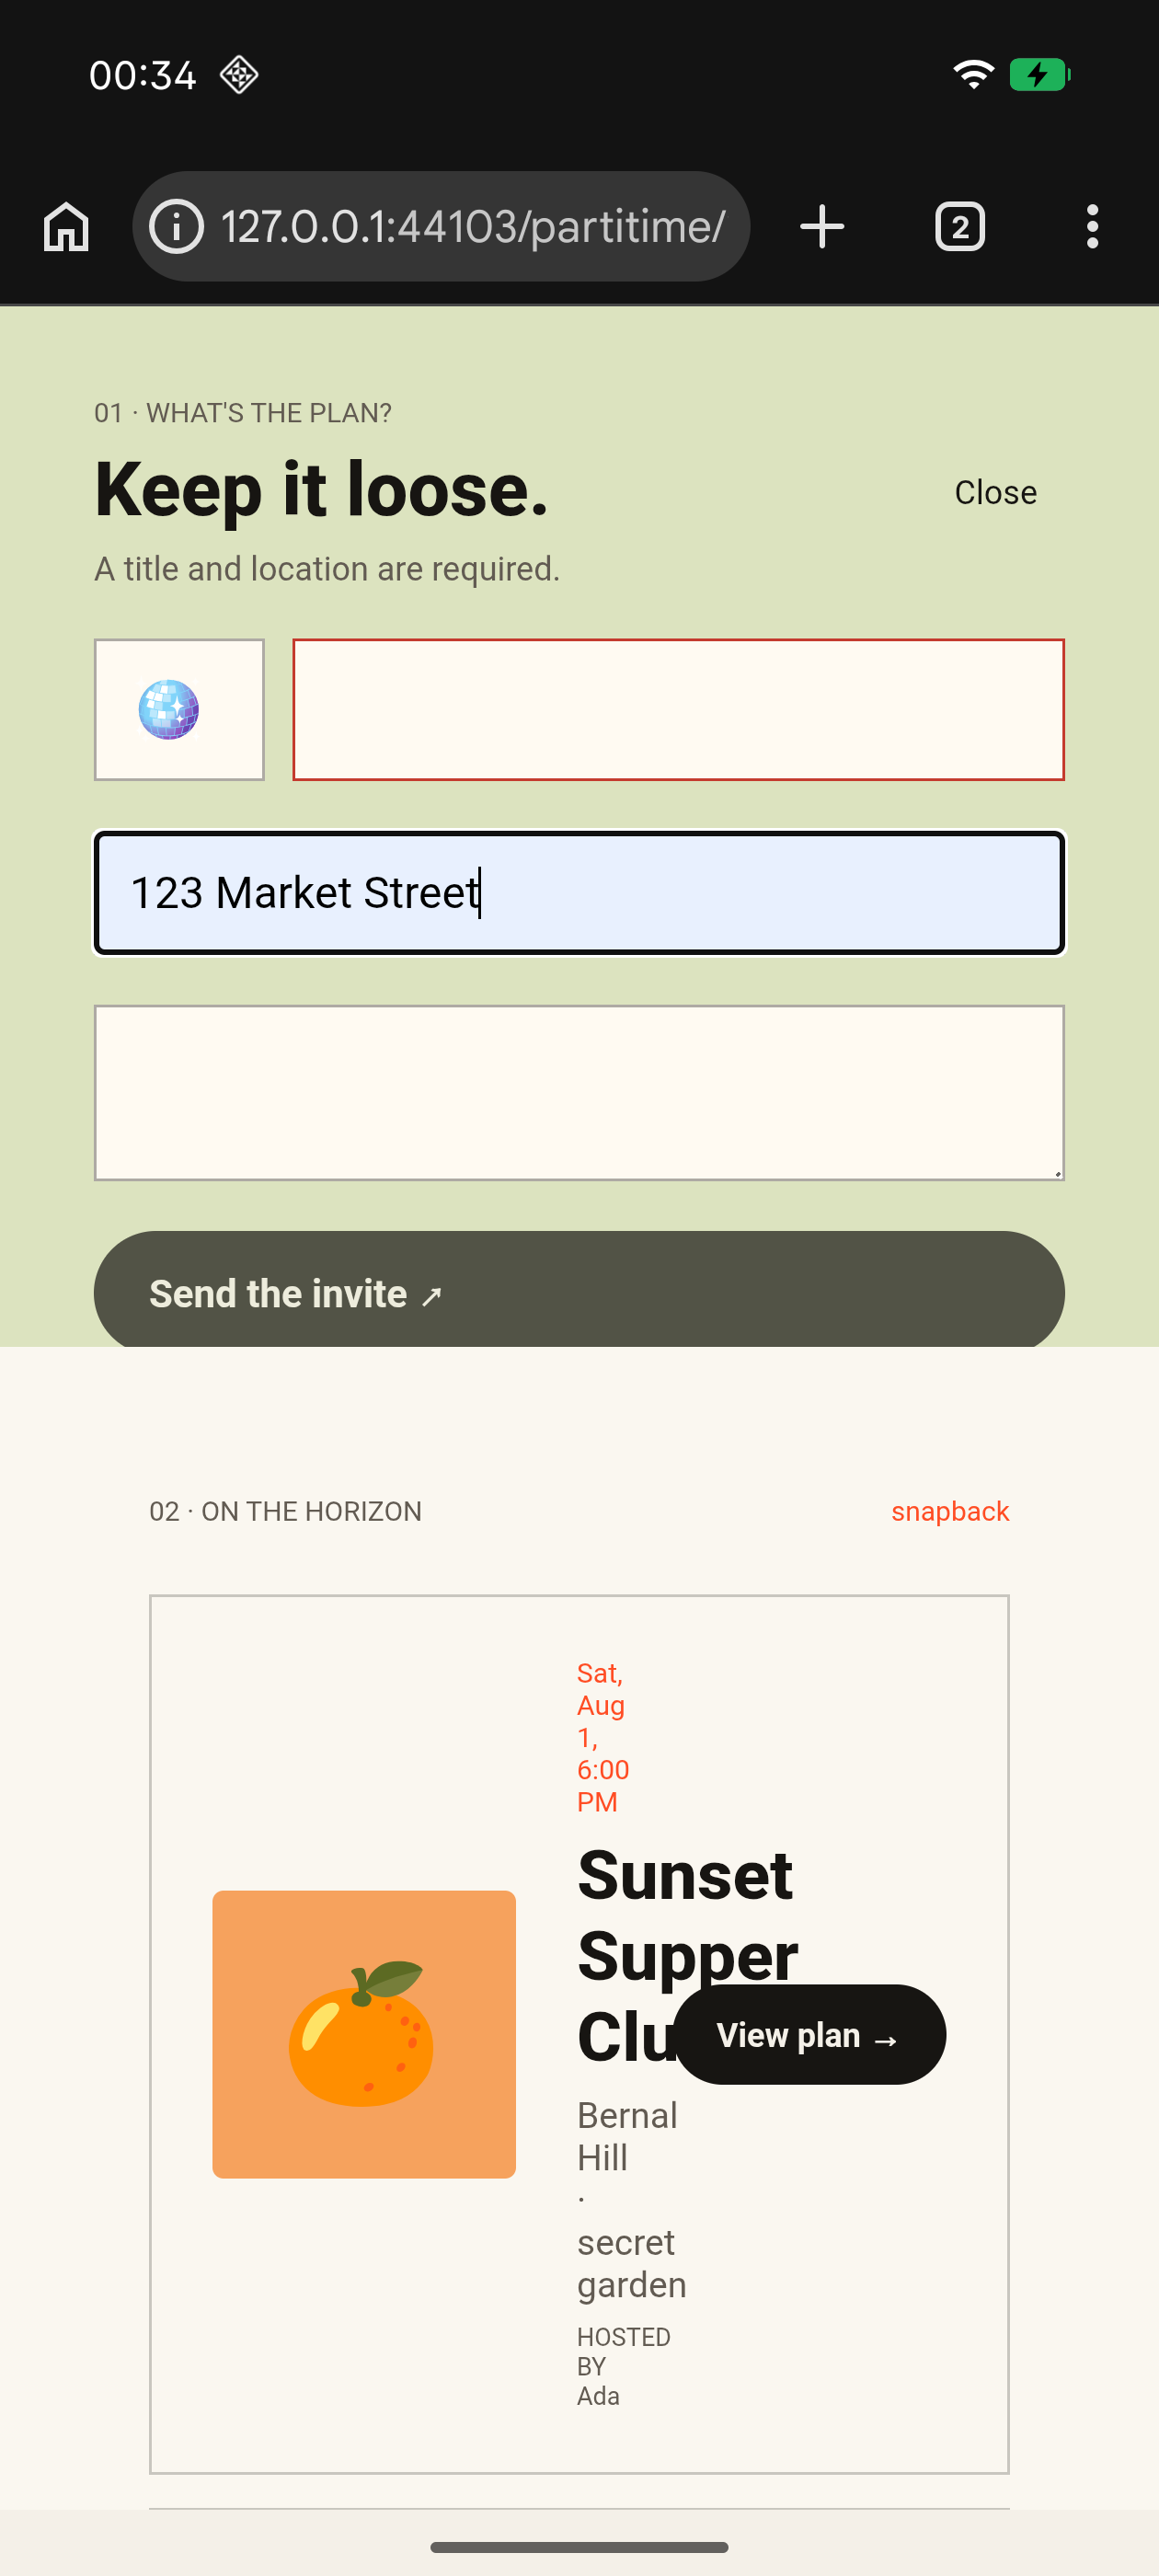 00:34
127.0.0.1:44103/partitime/
2
01 · WHAT'S THE PLAN?
Keep it loose.
Close
A title and location are required.
123 Market Street
Send the invite ↗
02 · ON THE HORIZON
snapback
Sat,
Aug
1,
6:00
PM
Sunset
Supper
Clu
View plan →
Bernal
Hill
·
secret
garden
HOSTED
BY
Ada